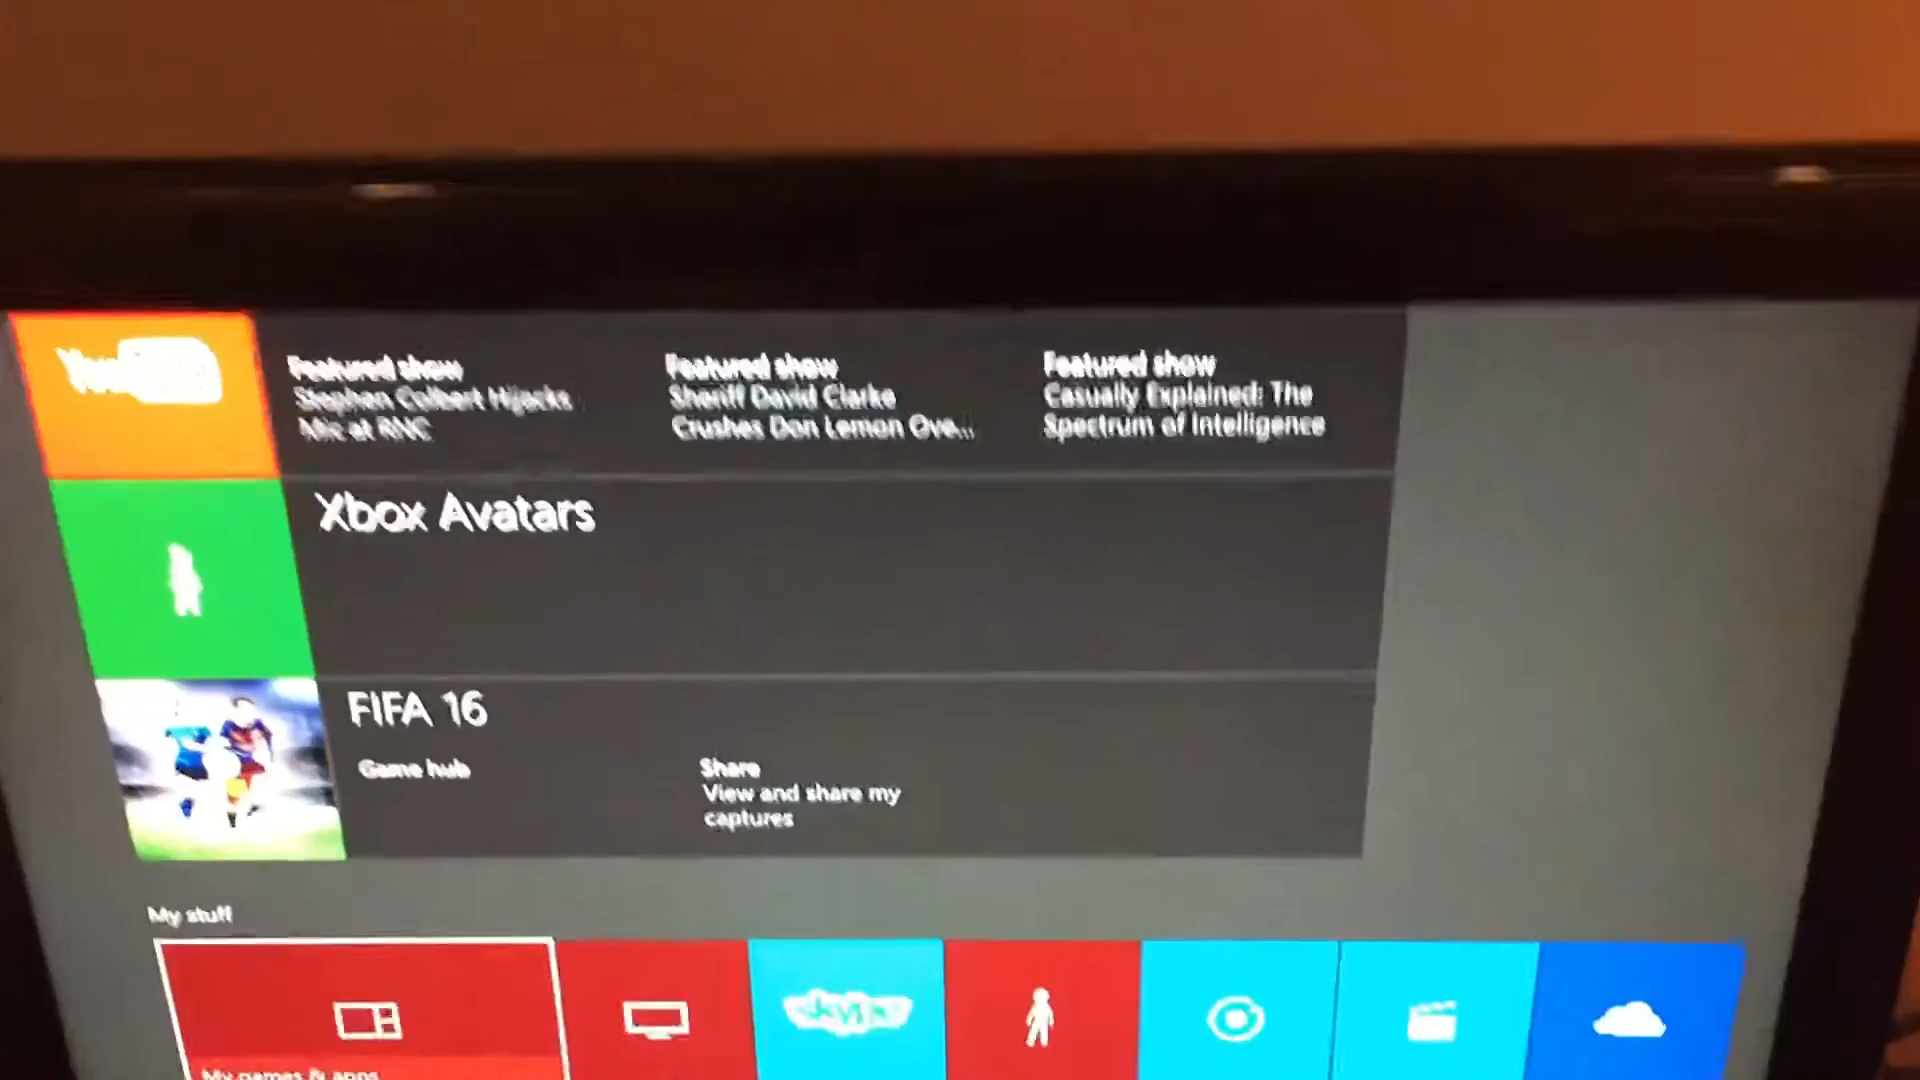 You
Featured show
Stephen Colbert Hijacks
Mic at RNC
Featured show
Sheriff David Clarke
Crushes Don Lemon Ove...
Featured show
Casually Explained: The
Spectrum of Intelligence
Xbox Avatars
FIFA 16
Game hub
Share
View and share my
captures
My stuff
skype
My games & apps